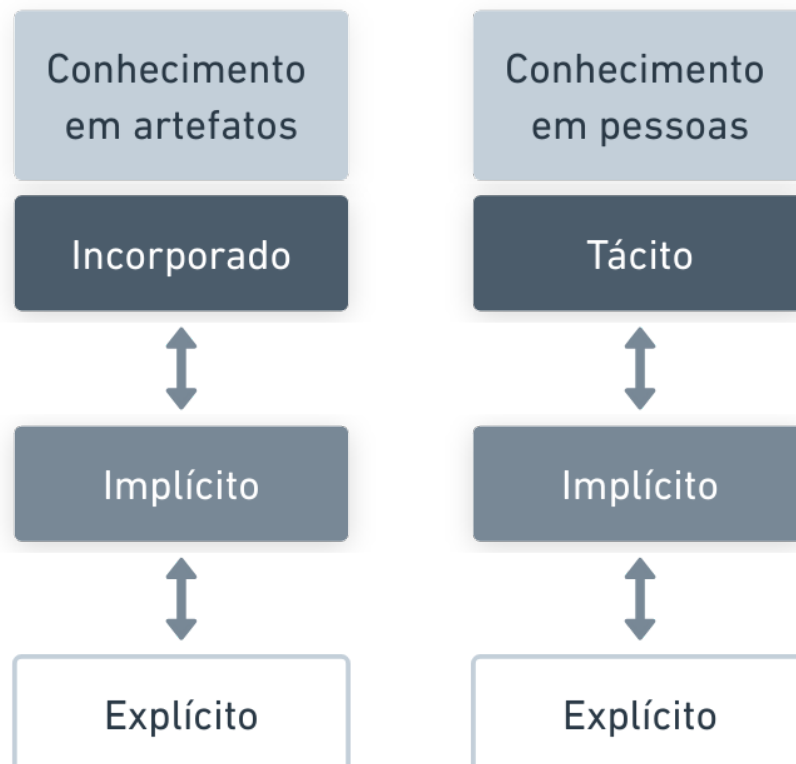 Conhecimento
em artefatos
Incorporado
Implícito
Explícito
Conhecimento
em pessoas
Tácito
Implícito
Explícito